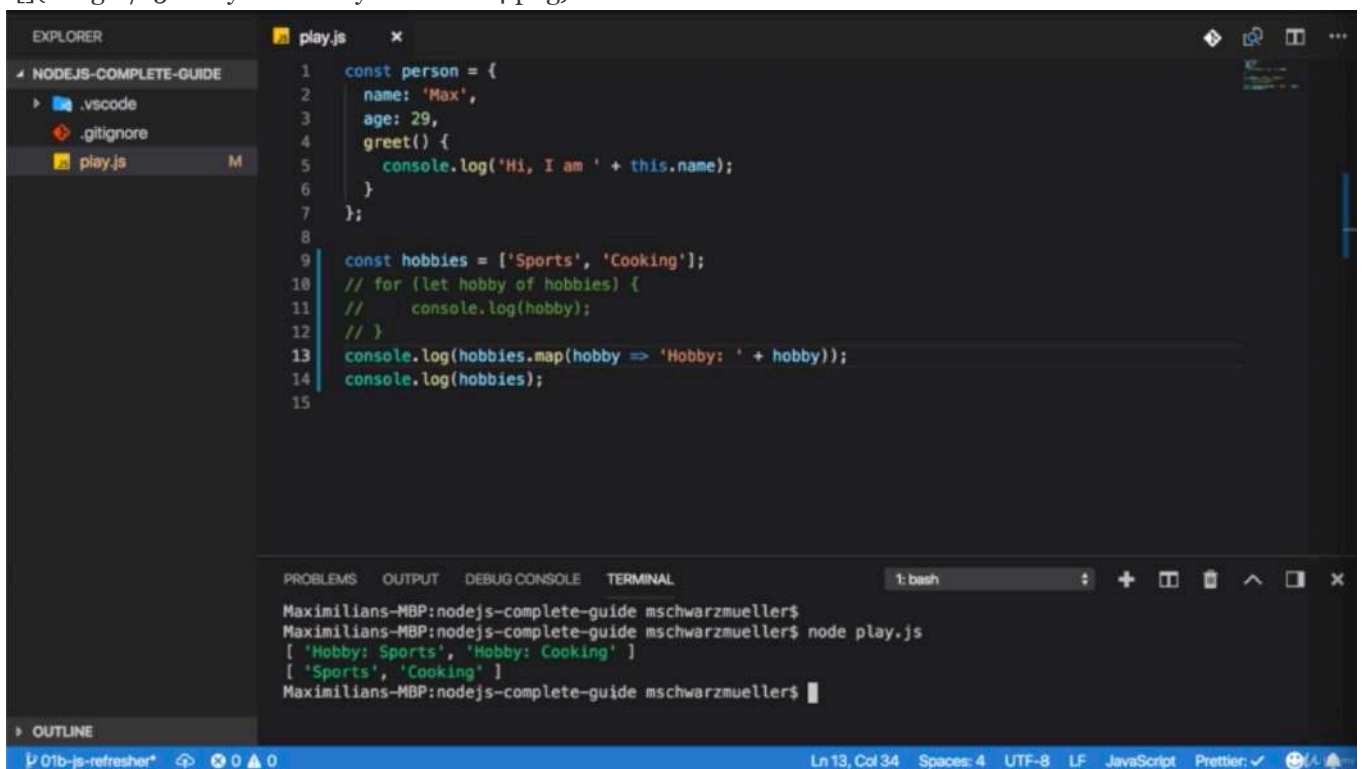 EXPLORER
NODEJS-COMPLETE-GUIDE
.vscode
.gitignore
play.js M
play.js ×
1 const person = {
2   name: 'Max',
3   age: 29,
4   greet() {
5     console.log('Hi, I am ' + this.name);
6   }
7 };
8
9 const hobbies = ['Sports', 'Cooking'];
10 // for (let hobby of hobbies) {
11 //     console.log(hobby);
12 // }
13 console.log(hobbies.map(hobby => 'Hobby: ' + hobby));
14 console.log(hobbies);
15
PROBLEMS OUTPUT DEBUG CONSOLE TERMINAL 1: bash
Maximilians-MBP:nodejs-complete-guide mschwarzmueller$
Maximilians-MBP:nodejs-complete-guide mschwarzmueller$ node play.js
[ 'Hobby: Sports', 'Hobby: Cooking' ]
[ 'Sports', 'Cooking' ]
Maximilians-MBP:nodejs-complete-guide mschwarzmueller$
OUTLINE
01b-js-refresher* 0 0 Ln 13, Col 34 Spaces: 4 UTF-8 LF JavaScript Prettier: ✓